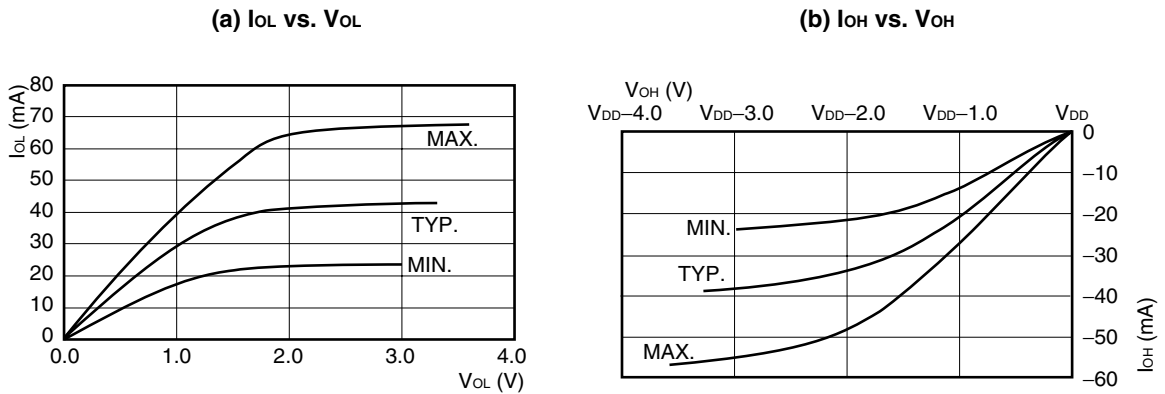 (a) IOL vs. VOL
80
70
60
50
40
30
20
10
0
IOL (mA)
MAX.
TYP.
MIN.
0.0 1.0 2.0 3.0 4.0
VOL (V)
(b) IOH vs. VOH
VOH (V)
VDD–4.0 VDD–3.0 VDD–2.0 VDD–1.0 VDD
0
–10
–20
–30
–40
–50
–60
MIN.
TYP.
MAX.
IOH (mA)